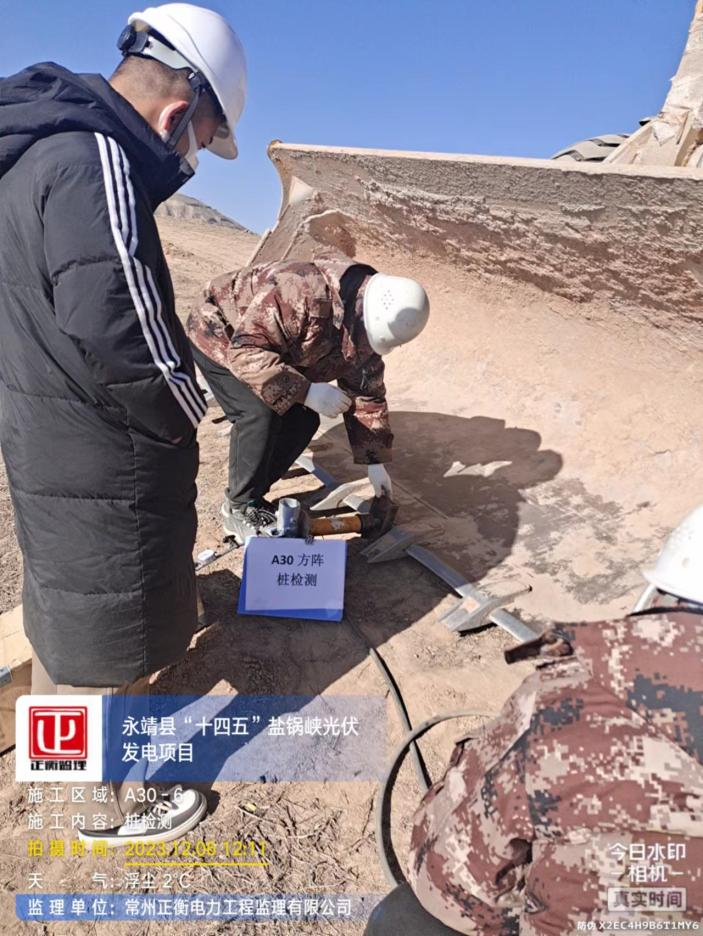 A30 方阵
桩检测
正衡监理
永靖县“十四五”盐锅峡光伏
发电项目
施工区域：A30-6
施工内容：桩检测
拍摄时间：2023.12.06 12:11
天 气：浮尘 2℃
监理单位：常州正衡电力工程监理有限公司
今日水印
相机
真实时间
防伪 X2EC4H9B6T1MY6